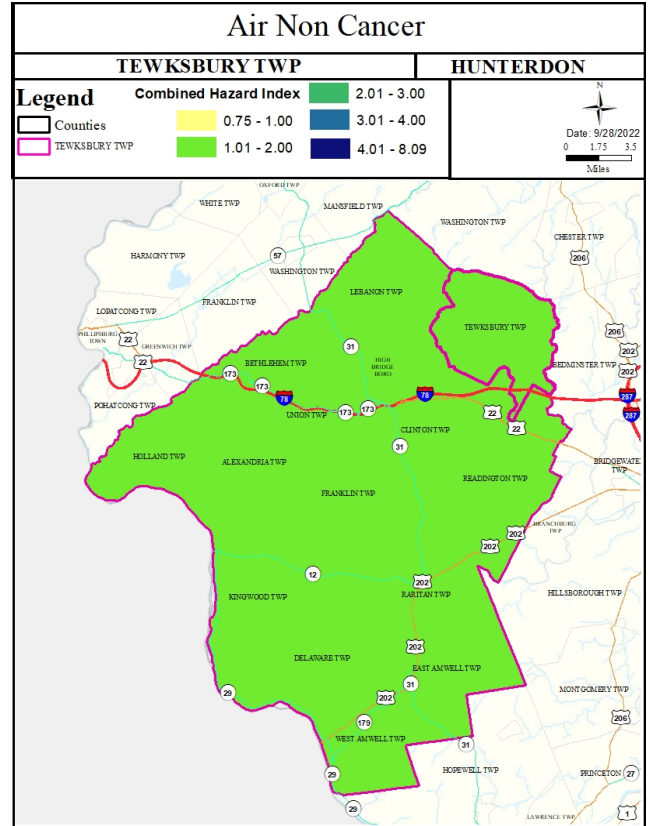 Air Non Cancer
TEWKSBURY TWP
HUNTERDON
Legend
Counties
TEWKSBURY TWP
Combined Hazard Index
0.75 - 1.00
1.01 - 2.00
2.01 - 3.00
3.01 - 4.00
4.01 - 8.09
N
Date: 9/28/2022
0 1.75 3.5
Miles
OXFORD TWP
WHITE TWP
MANSFIELD TWP
WASHINGTON TWP
CHESTER TWP
206
HARMONY TWP
57
WASHINGTON TWP
LEBANON TWP
FRANKLIN TWP
LOPATCONG TWP
TEWKSBURY TWP
PHILLIPSBURG
TOWN
22
GREENWICH TWP
22
31
206
202
BEDMINSTER TWP
202
HIGH
BRIDGE
BORO
BETHLEHEM TWP
173
173
78
78
287
287
POHATCONG TWP
UNION TWP
173
173
22
22
CLINTON TWP
31
HOLLAND TWP
ALEXANDRIA TWP
BRIDGEWATE
TWP
READINGTON TWP
FRANKLIN TWP
BRANCHBURG
TWP
202
202
12
202
KINGWOOD TWP
RARITAN TWP
HILLSBOROUGH TWP
202
DELAWARE TWP
EAST AMWELL TWP
31
29
202
MONTGOMERY TWP
206
179
WEST AMWELL TWP
31
29
HOPEWELL TWP
PRINCETON
27
29
LAWRENCE TWP
1